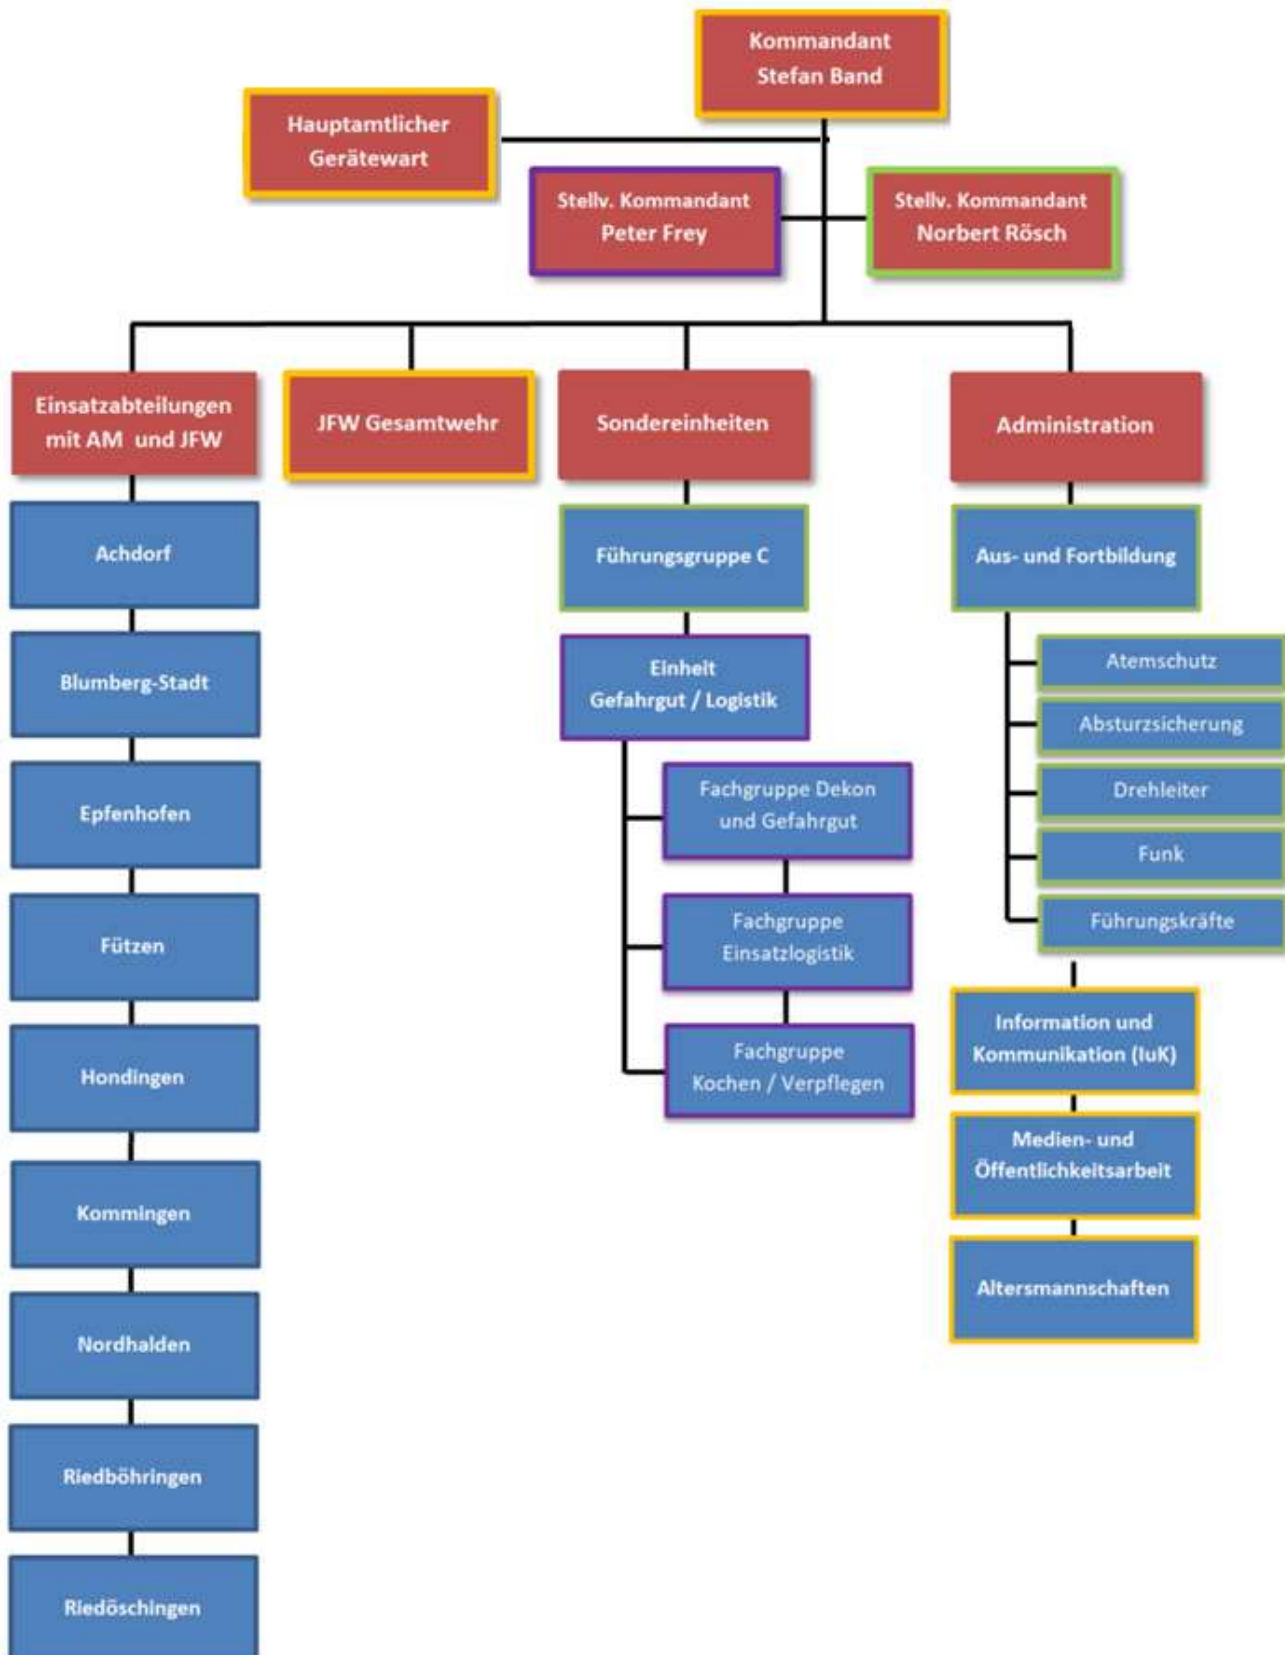 Kommandant
Stefan Band
Hauptamtlicher
Gerätewart
Stellv. Kommandant
Peter Frey
Stellv. Kommandant
Norbert Rösch
Einsatzabteilungen
mit AM und JFW
JFW Gesamtwehr
Sondereinheiten
Administration
Achdorf
Blumberg-Stadt
Epfenhofen
Fützen
Hondingen
Kommingen
Nordhalden
Riedböhringen
Riedöschingen
Führungsgruppe C
Einheit
Gefahrgut / Logistik
Fachgruppe Dekon
und Gefahrgut
Fachgruppe
Einsatzlogistik
Fachgruppe
Kochen / Verpflegen
Aus- und Fortbildung
Atemschutz
Absturzsicherung
Drehleiter
Funk
Führungskräfte
Information und
Kommunikation (IuK)
Medien- und
Öffentlichkeitsarbeit
Altersmannschaften